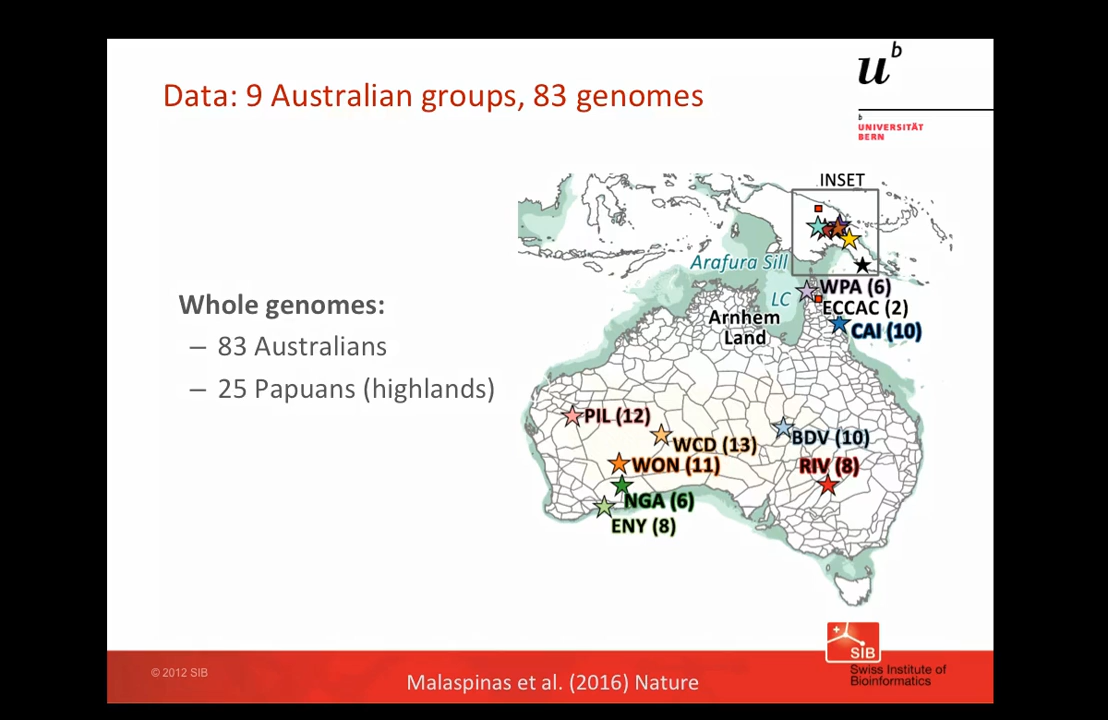 Data: 9 Australian groups, 83 genomes
u^b
b
UNIVERSITÄT
BERN
Whole genomes:
– 83 Australians
– 25 Papuans (highlands)
INSET
Arafura Sill
LC
WPA (6)
ECCAC (2)
Arnhem
Land
CAI (10)
PIL (12)
WCD (13)
BDV (10)
WON (11)
RIV (8)
NGA (6)
ENY (8)
© 2012 SIB
Malaspinas et al. (2016) Nature
SIB
Swiss Institute of
Bioinformatics